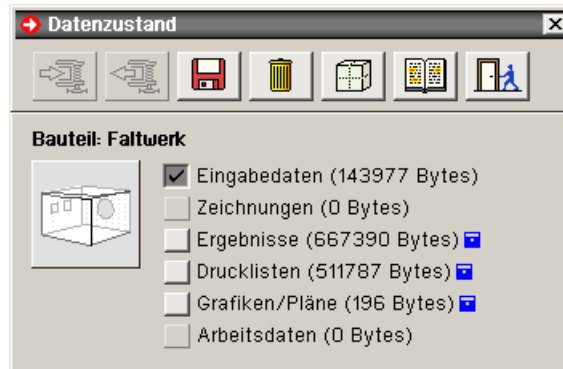 Datenzustand
Bauteil: Faltwerk
Eingabedaten (143977 Bytes)
Zeichnungen (0 Bytes)
Ergebnisse (667390 Bytes)
Drucklisten (511787 Bytes)
Grafiken/Pläne (196 Bytes)
Arbeitsdaten (0 Bytes)